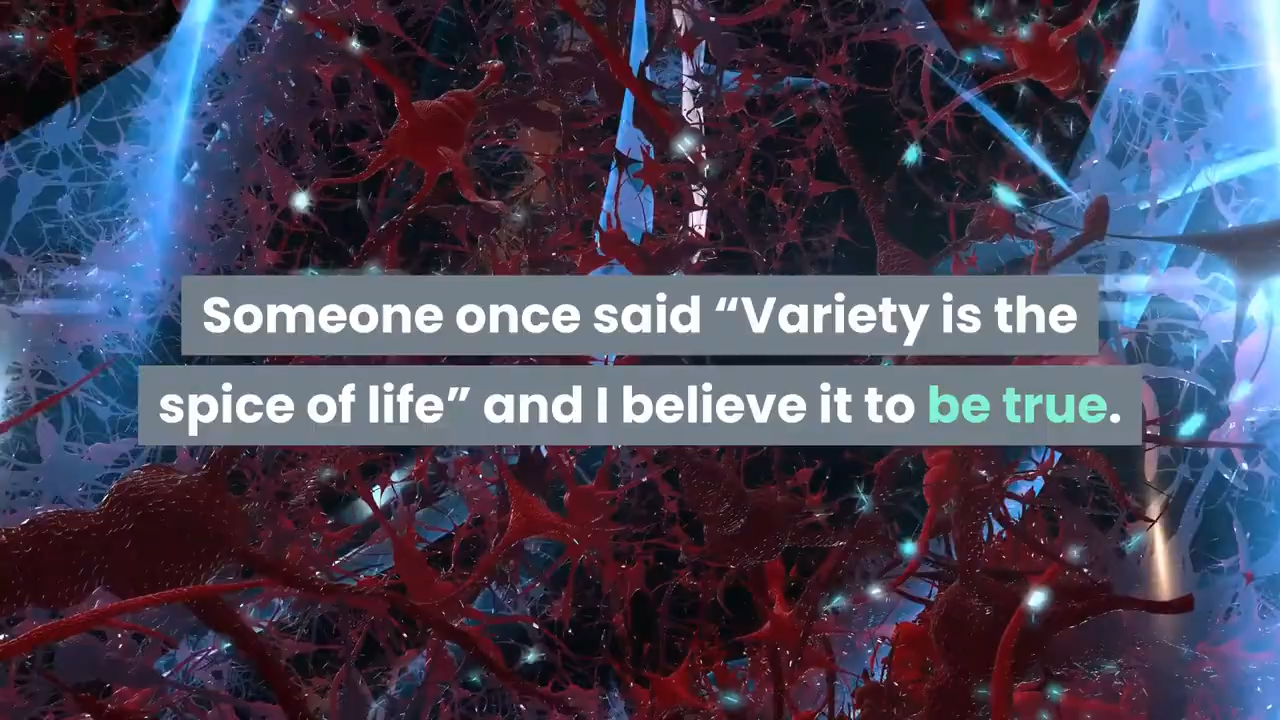 Someone once said “Variety is the
spice of life” and I believe it to be true.